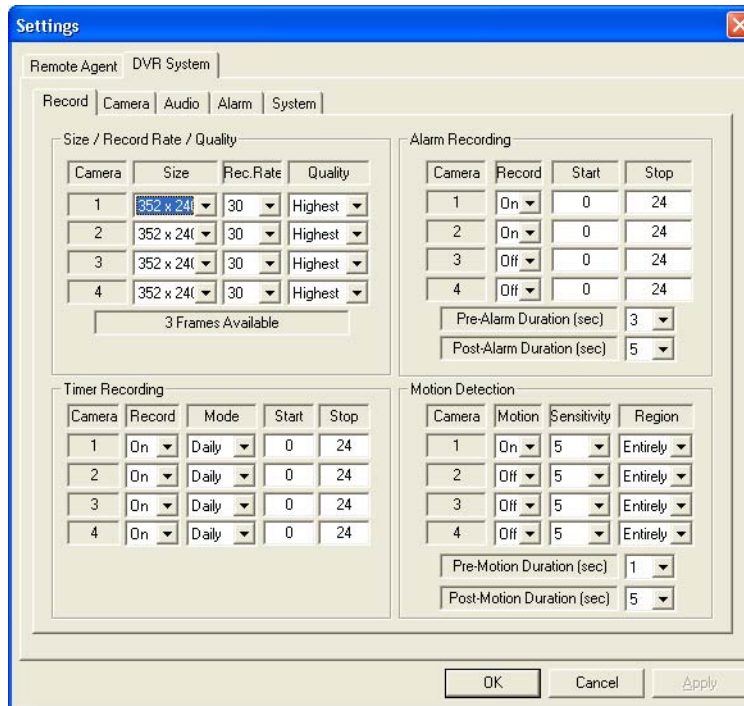 Settings
Remote Agent DVR System
Record Camera Audio Alarm System
Size / Record Rate / Quality
Camera Size Rec.Rate Quality
1 352 x 24( 30 Highest
2 352 x 24( 30 Highest
3 352 x 24( 30 Highest
4 352 x 24( 30 Highest
3 Frames Available
Alarm Recording
Camera Record Start Stop
1 On 0 24
2 On 0 24
3 Off 0 24
4 Off 0 24
Pre-Alarm Duration (sec) 3
Post-Alarm Duration (sec) 5
Timer Recording
Camera Record Mode Start Stop
1 On Daily 0 24
2 On Daily 0 24
3 On Daily 0 24
4 On Daily 0 24
Motion Detection
Camera Motion Sensitivity Region
1 On 5 Entirely
2 Off 5 Entirely
3 Off 5 Entirely
4 Off 5 Entirely
Pre-Motion Duration (sec) 1
Post-Motion Duration (sec) 5
OK Cancel Apply